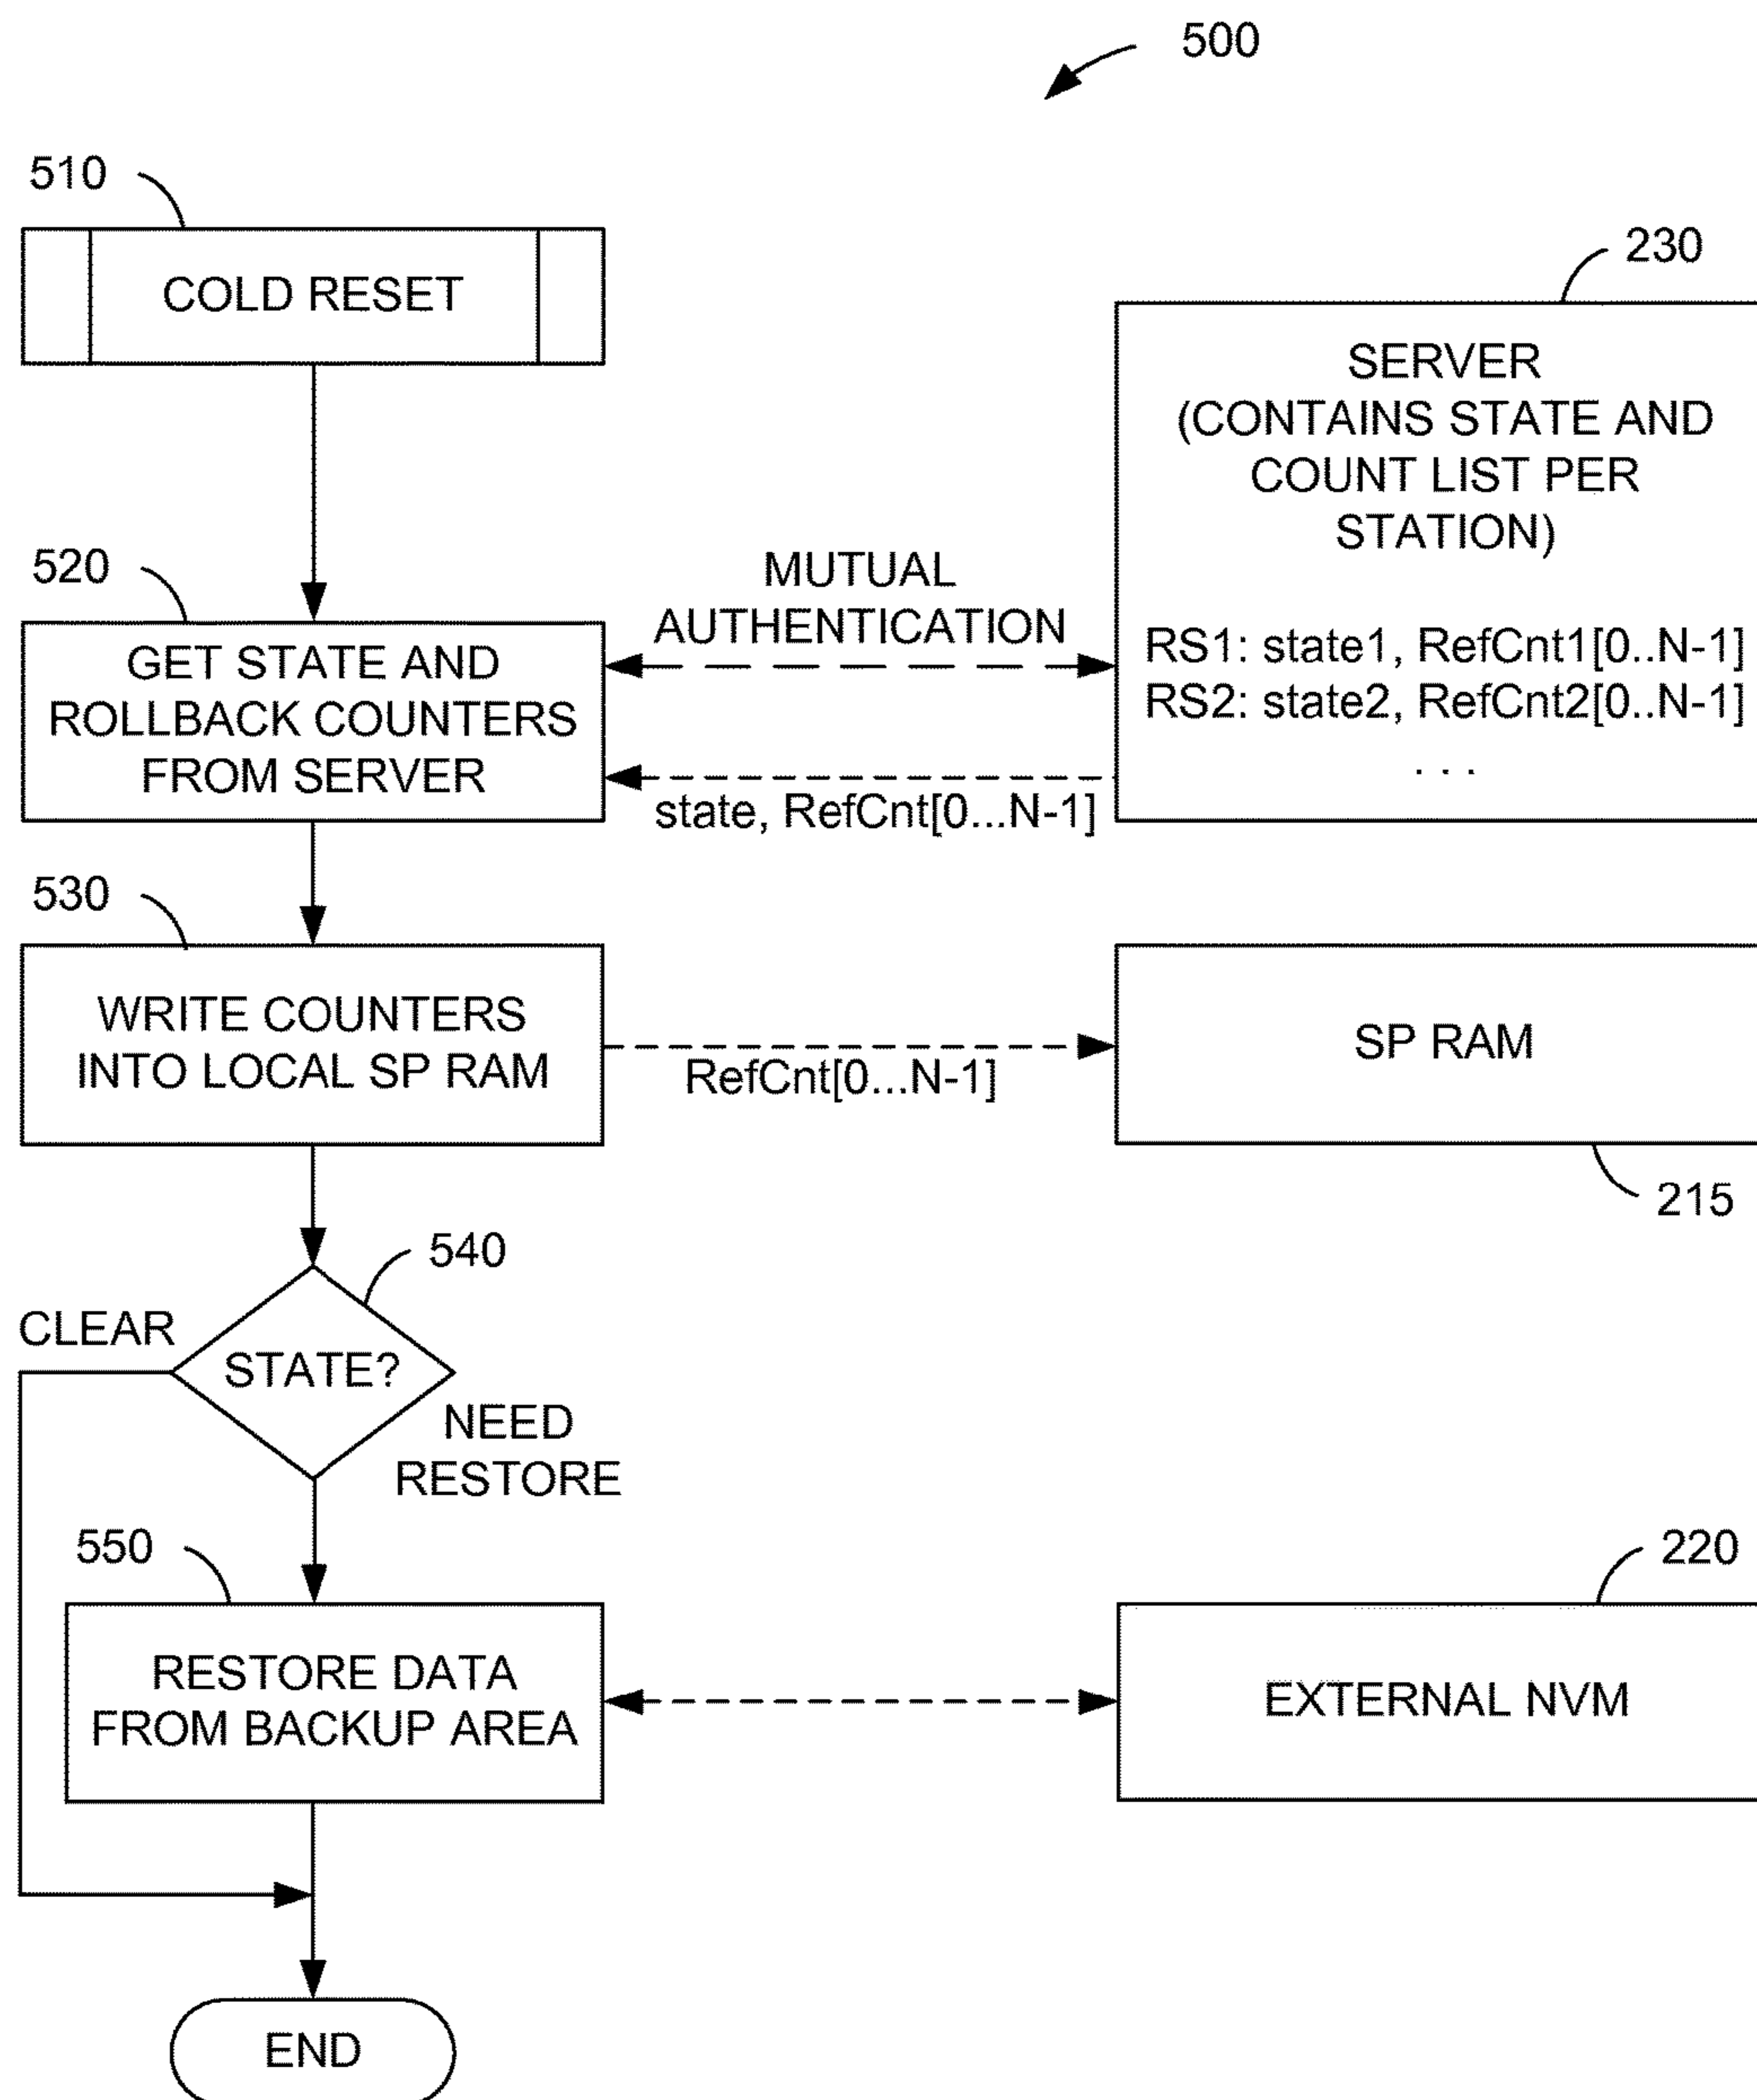 500
510
COLD RESET
230
SERVER
(CONTAINS STATE AND
COUNT LIST PER
STATION)
RS1: state1, RefCnt1[0..N-1]
RS2: state2, RefCnt2[0..N-1]
. . .
520
GET STATE AND
ROLLBACK COUNTERS
FROM SERVER
MUTUAL
AUTHENTICATION
state, RefCnt[0...N-1]
530
WRITE COUNTERS
INTO LOCAL SP RAM
RefCnt[0...N-1]
SP RAM
215
540
CLEAR
STATE?
NEED
RESTORE
550
RESTORE DATA
FROM BACKUP AREA
220
EXTERNAL NVM
END